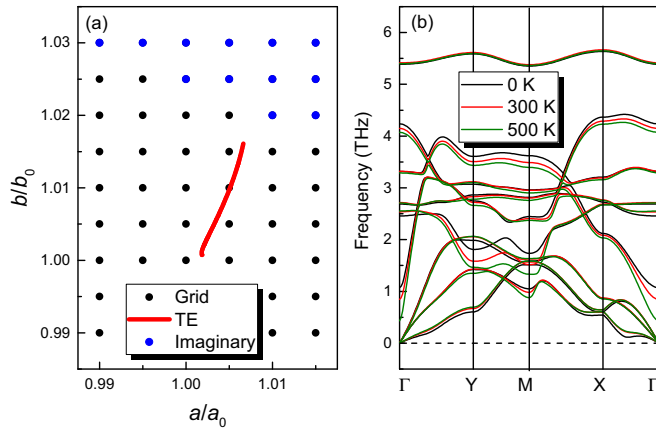 (a)
1.03
1.02
1.01
1.00
0.99
b/b0
Grid
TE
Imaginary
0.99
1.00
1.01
a/a0
(b)
6
5
4
3
2
1
0
Frequency (THz)
0 K
300 K
500 K
Γ
Y
M
X
Γ